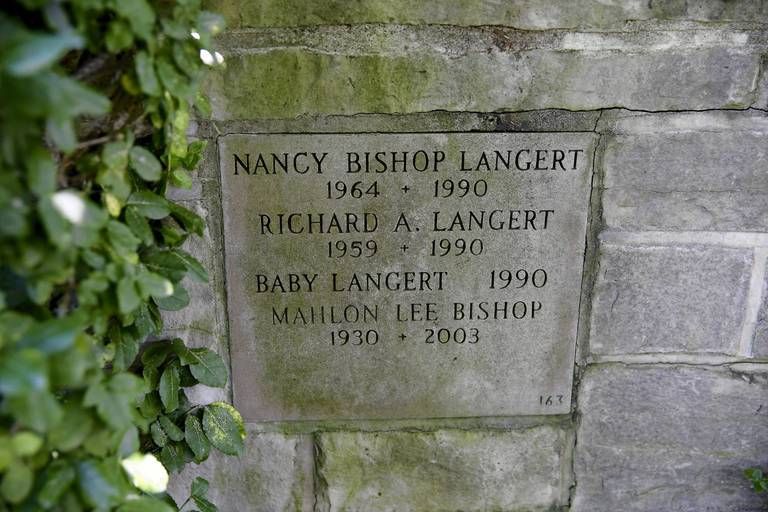 NANCY BISHOP LANGERT
1964 + 1990
RICHARD A. LANGERT
1959 + 1990
BABY LANGERT 1990
MAHLON LEE BISHOP
1930 + 2003
163